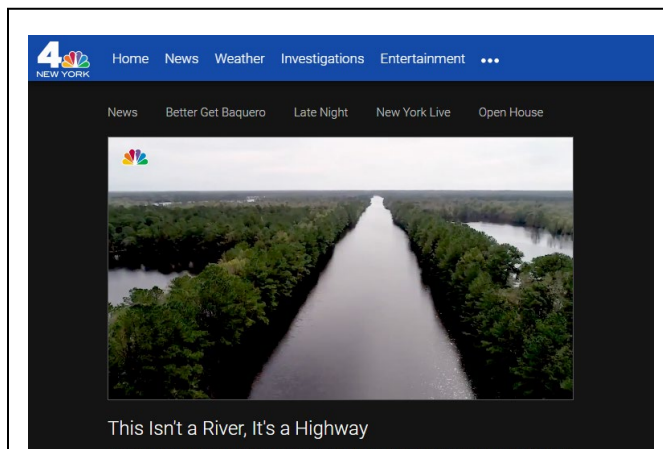 4
NEW YORK
Home News Weather Investigations Entertainment •••
News Better Get Baquero Late Night New York Live Open House
This Isn't a River, It's a Highway